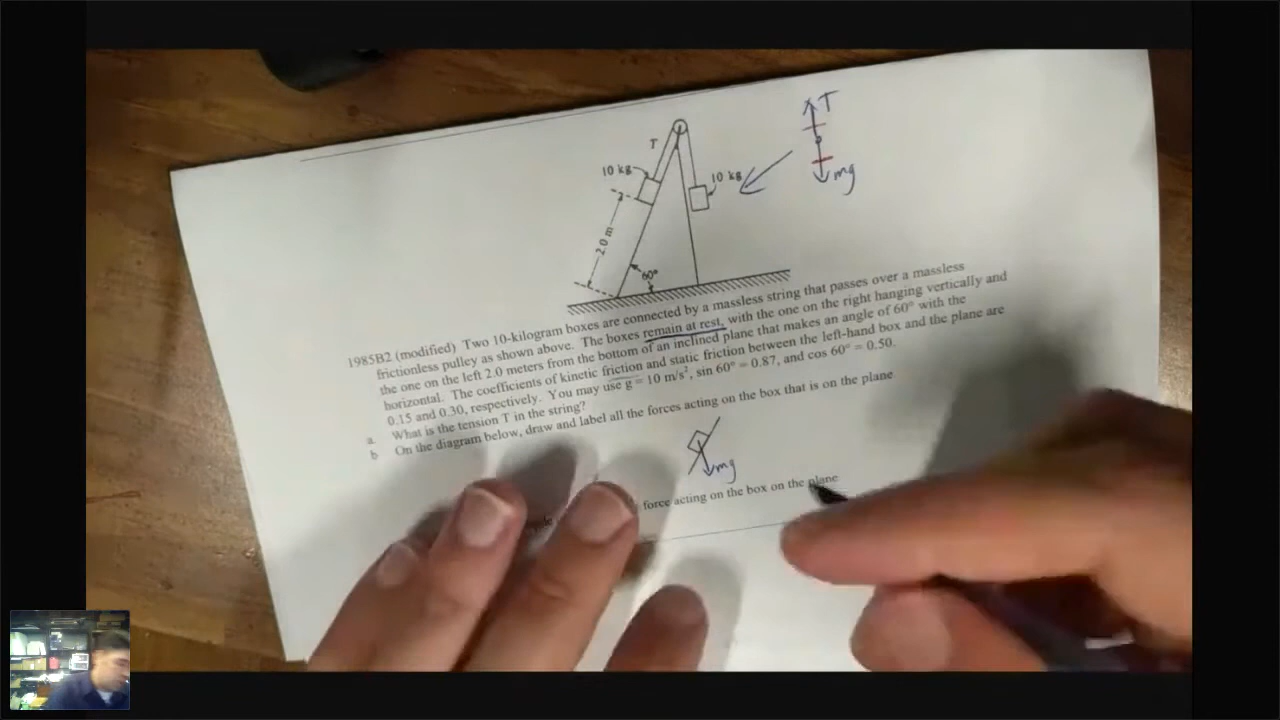 T
T
10 kg
10 kg
mg
2.0 m
60°
1985B2 (modified) Two 10-kilogram boxes are connected by a massless string that passes over a massless
frictionless pulley as shown above. The boxes remain at rest, with the one on the right hanging vertically and
the one on the left 2.0 meters from the bottom of an inclined plane that makes an angle of 60° with the
horizontal. The coefficients of kinetic friction and static friction between the left-hand box and the plane are
0.15 and 0.30, respectively. You may use g = 10 m/s², sin 60° = 0.87, and cos 60° = 0.50.
a. What is the tension T in the string?
b On the diagram below, draw and label all the forces acting on the box that is on the plane
mg
force acting on the box on the plane